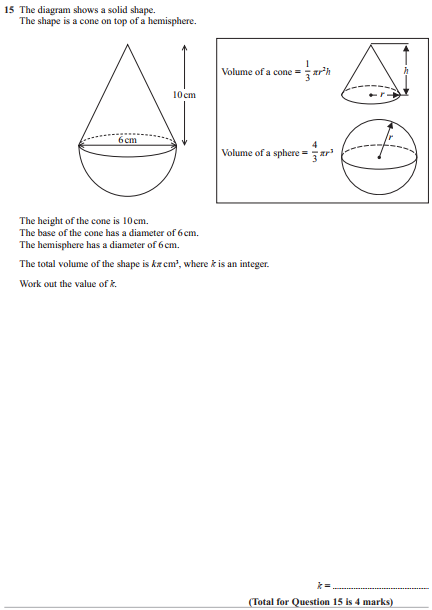 15 The diagram shows a solid shape.
The shape is a cone on top of a hemisphere.
10 cm
6 cm
Volume of a cone = 1/3 πr²h
h
r
Volume of a sphere = 4/3 πr³
r
The height of the cone is 10 cm.
The base of the cone has a diameter of 6 cm.
The hemisphere has a diameter of 6 cm.
The total volume of the shape is kπ cm³, where k is an integer.
Work out the value of k.
k = ........................................
(Total for Question 15 is 4 marks)